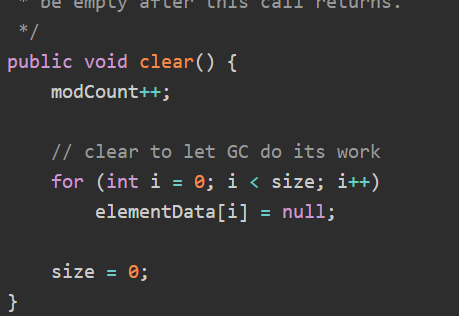 * be empty after this call returns.
*/
public void clear() {
modCount++;
// clear to let GC do its work
for (int i = 0; i < size; i++)
elementData[i] = null;
size = 0;
}